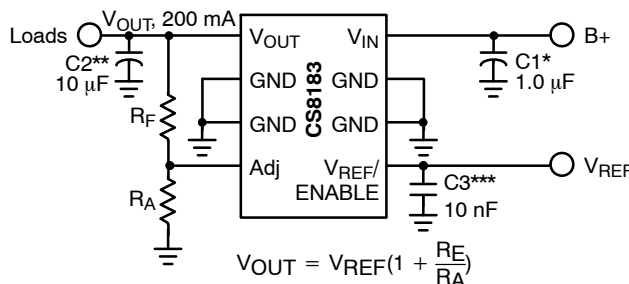 VOUT, 200 mA
Loads
VOUT
VIN
B+
C2**
10 μF
C1*
1.0 μF
GND
GND
CS8183
RF
GND
GND
Adj
VREF/
ENABLE
VREF
RA
C3***
10 nF
VOUT = VREF(1 + RE/RA)